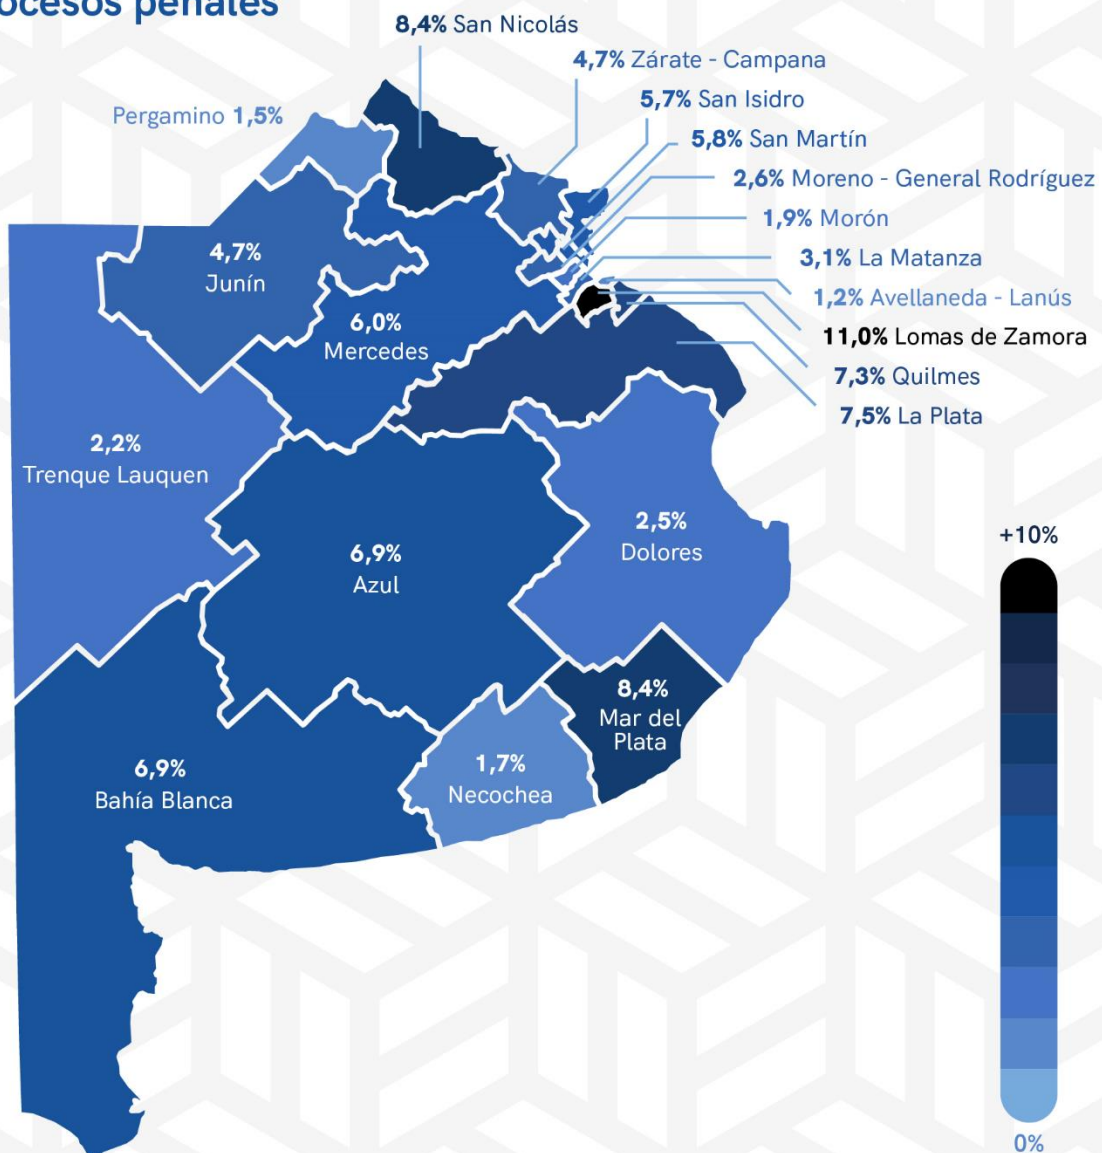 ocesos penales
8,4% San Nicolás
4,7% Zárate - Campana
Pergamino 1,5%
5,7% San Isidro
5,8% San Martín
2,6% Moreno - General Rodríguez
1,9% Morón
4,7%
Junín
3,1% La Matanza
1,2% Avellaneda - Lanús
6,0%
Mercedes
11,0% Lomas de Zamora
7,3% Quilmes
7,5% La Plata
2,2%
Trenque Lauquen
2,5%
Dolores
6,9%
Azul
+10%
8,4%
Mar del
Plata
1,7%
Necochea
6,9%
Bahía Blanca
0%